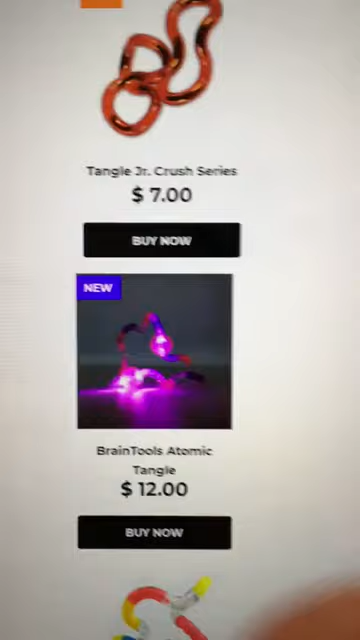 Tangle Jr. Crush Series
$ 7.00
BUY NOW
NEW
BrainTools Atomic
Tangle
$ 12.00
BUY NOW